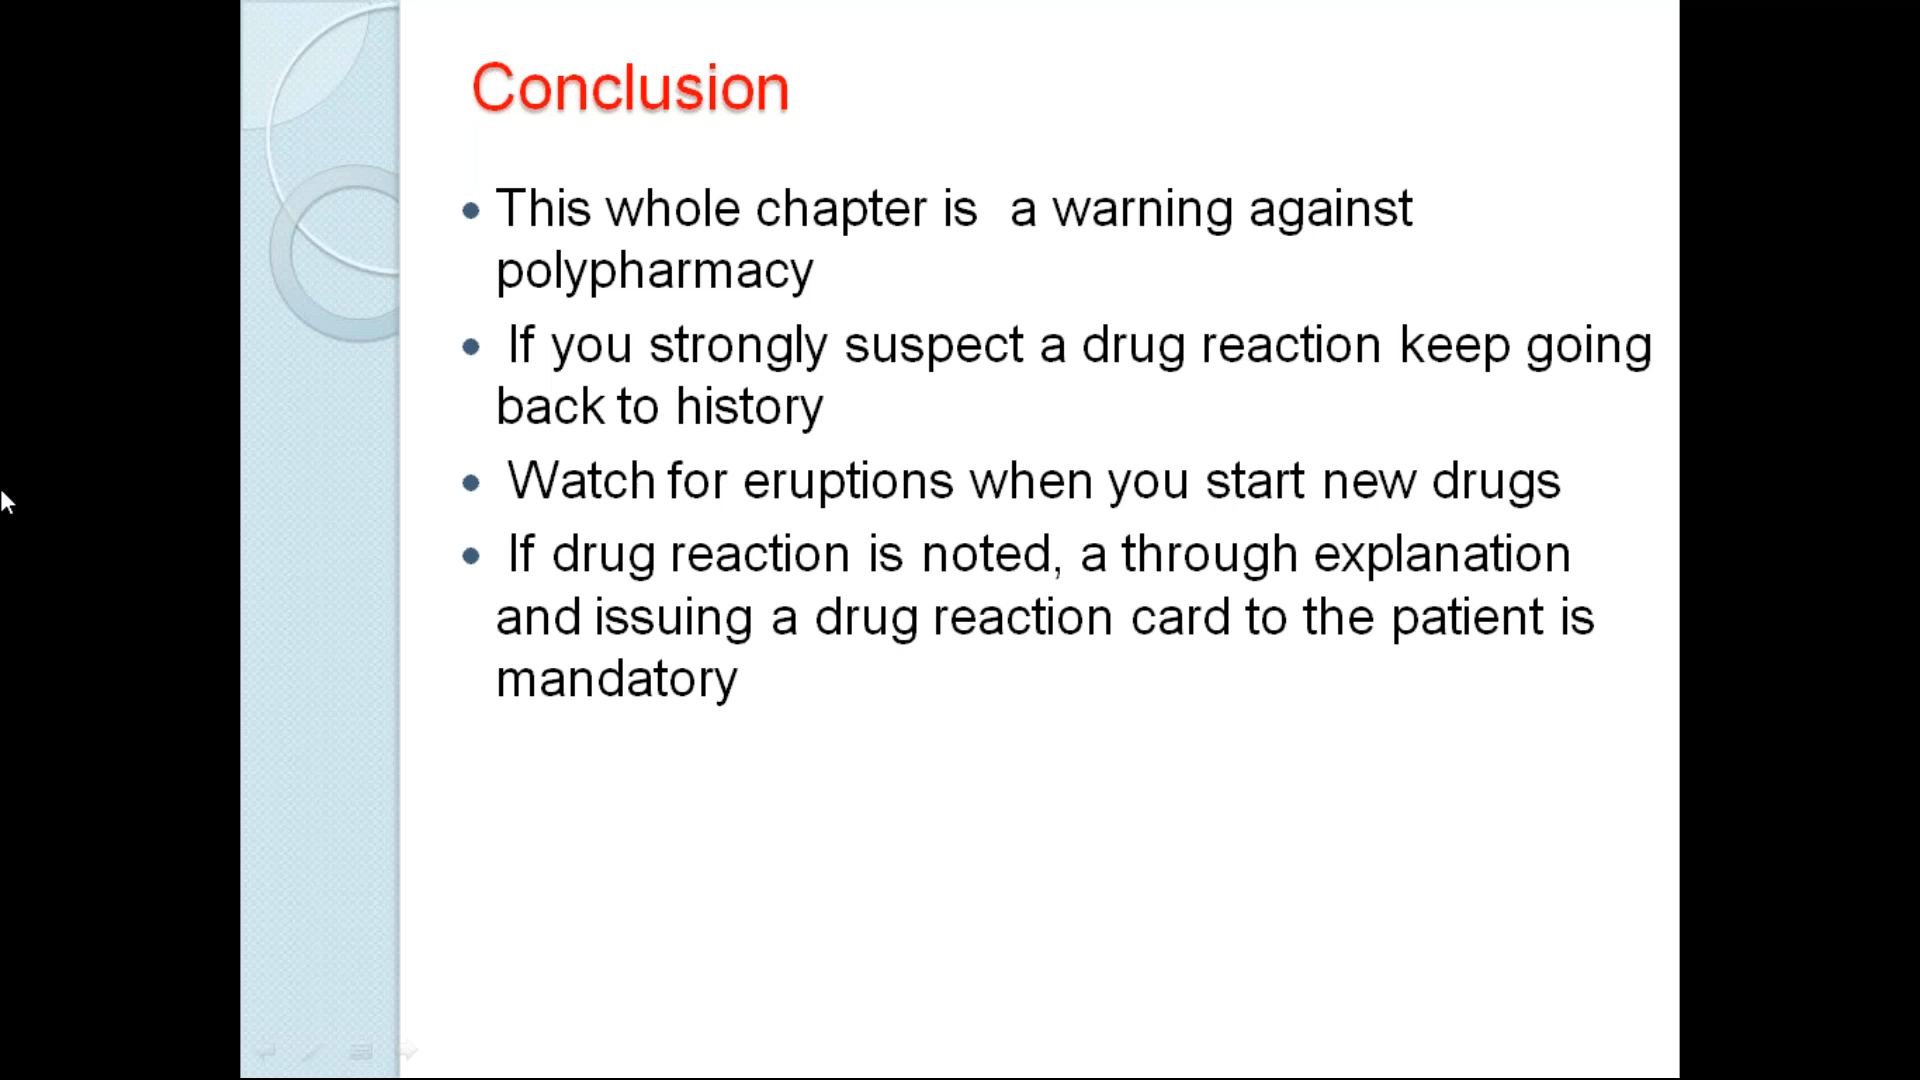 Conclusion
• This whole chapter is a warning against
polypharmacy
• If you strongly suspect a drug reaction keep going
back to history
• Watch for eruptions when you start new drugs
• If drug reaction is noted, a through explanation
and issuing a drug reaction card to the patient is
mandatory